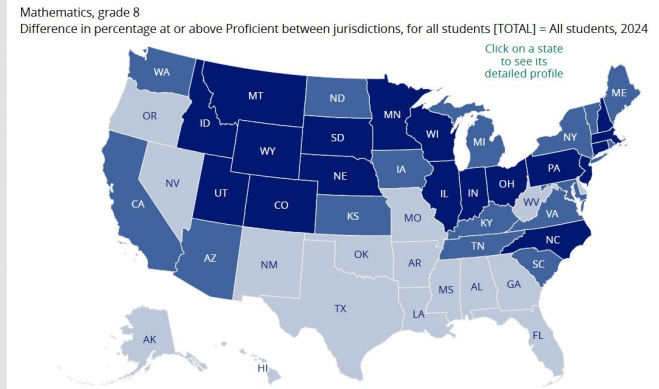 Mathematics, grade 8
Difference in percentage at or above Proficient between jurisdictions, for all students [TOTAL] = All students, 2024
Click on a state
to see its
detailed profile
WA
ME
MT
ND
OR
MN
ID
SD
WI
MI
NY
WY
IA
PA
NE
NV
OH
UT
IL
IN
WV
CO
CA
KS
MO
VA
KY
NC
TN
AZ
OK
NM
AR
SC
MS
AL
GA
TX
LA
FL
AK
HI